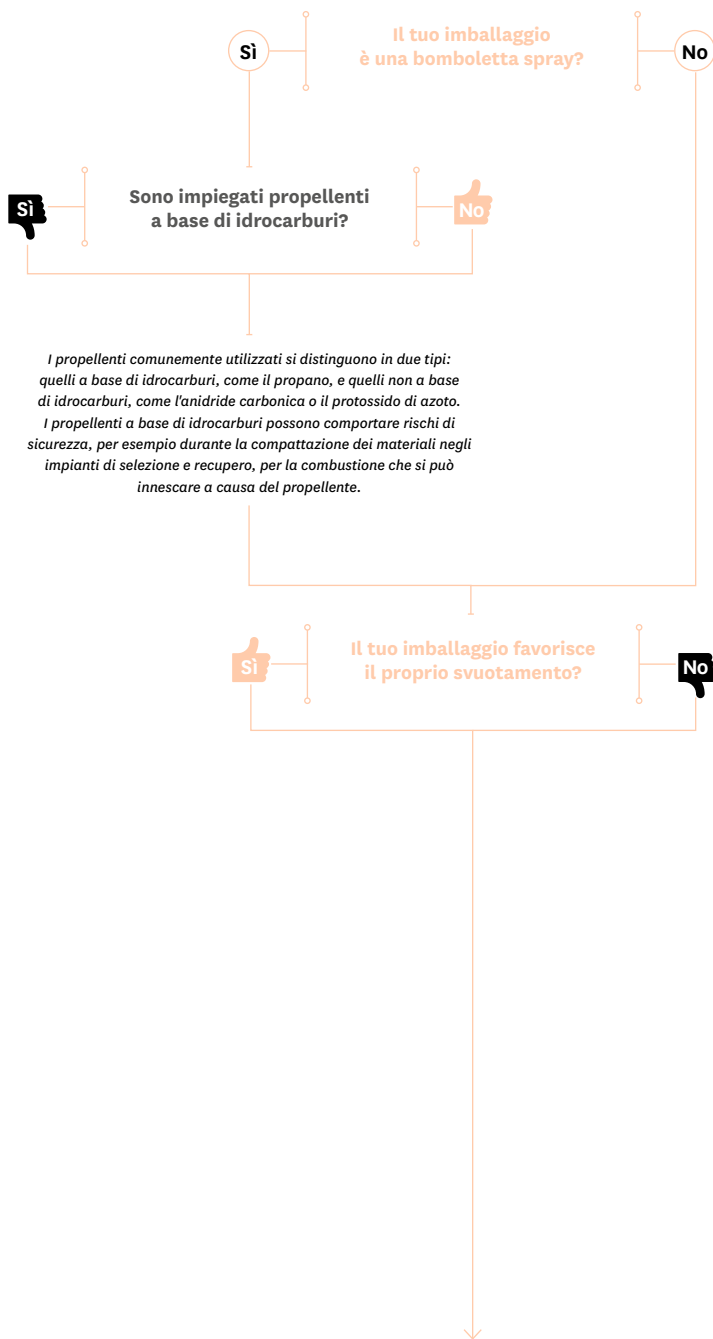 Sì
Il tuo imballaggio
è una bomboletta spray?
No
Sì
Sono impiegati propellenti
a base di idrocarburi?
No
I propellenti comunemente utilizzati si distinguono in due tipi:
quelli a base di idrocarburi, come il propano, e quelli non a base
di idrocarburi, come l'anidride carbonica o il protossido di azoto.
I propellenti a base di idrocarburi possono comportare rischi di
sicurezza, per esempio durante la compattazione dei materiali negli
impianti di selezione e recupero, per la combustione che si può
innescare a causa del propellente.
Sì
Il tuo imballaggio favorisce
il proprio svuotamento?
No